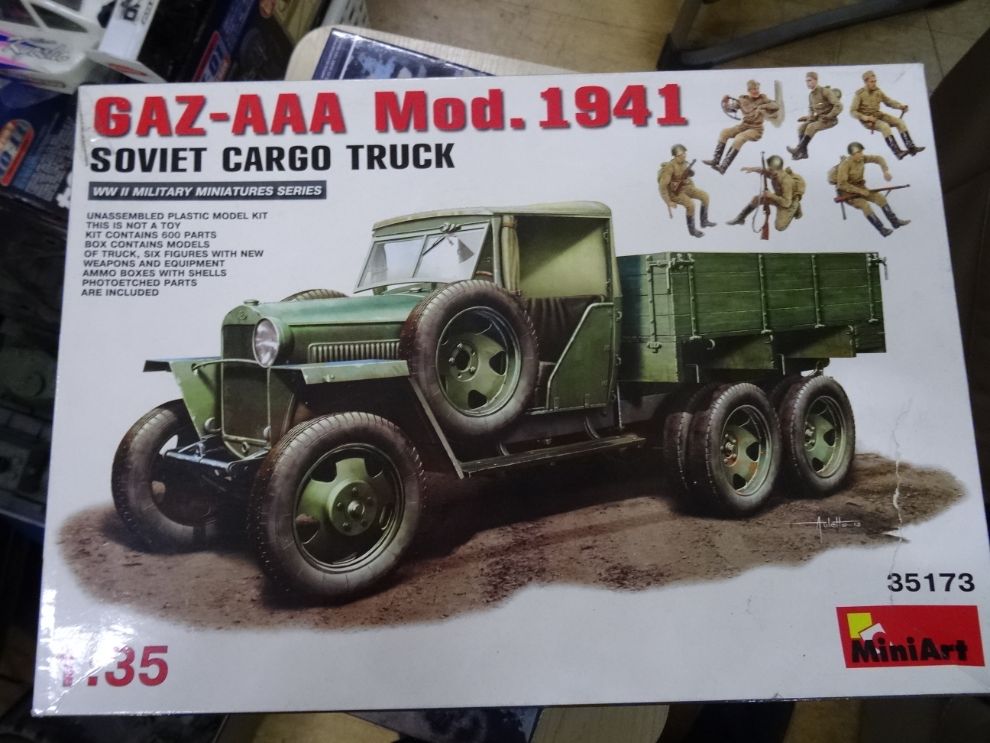 GAZ-AAA Mod. 1941
SOVIET CARGO TRUCK
WW II MILITARY MINIATURES SERIES
UNASSEMBLED PLASTIC MODEL KIT
THIS IS NOT A TOY
KIT CONTAINS 600 PARTS
BOX CONTAINS MODELS
OF TRUCK, SIX FIGURES WITH NEW
WEAPONS AND EQUIPMENT
AMMO BOXES WITH SHELLS
PHOTOETCHED PARTS
ARE INCLUDED
35173
MiniArt
1:35